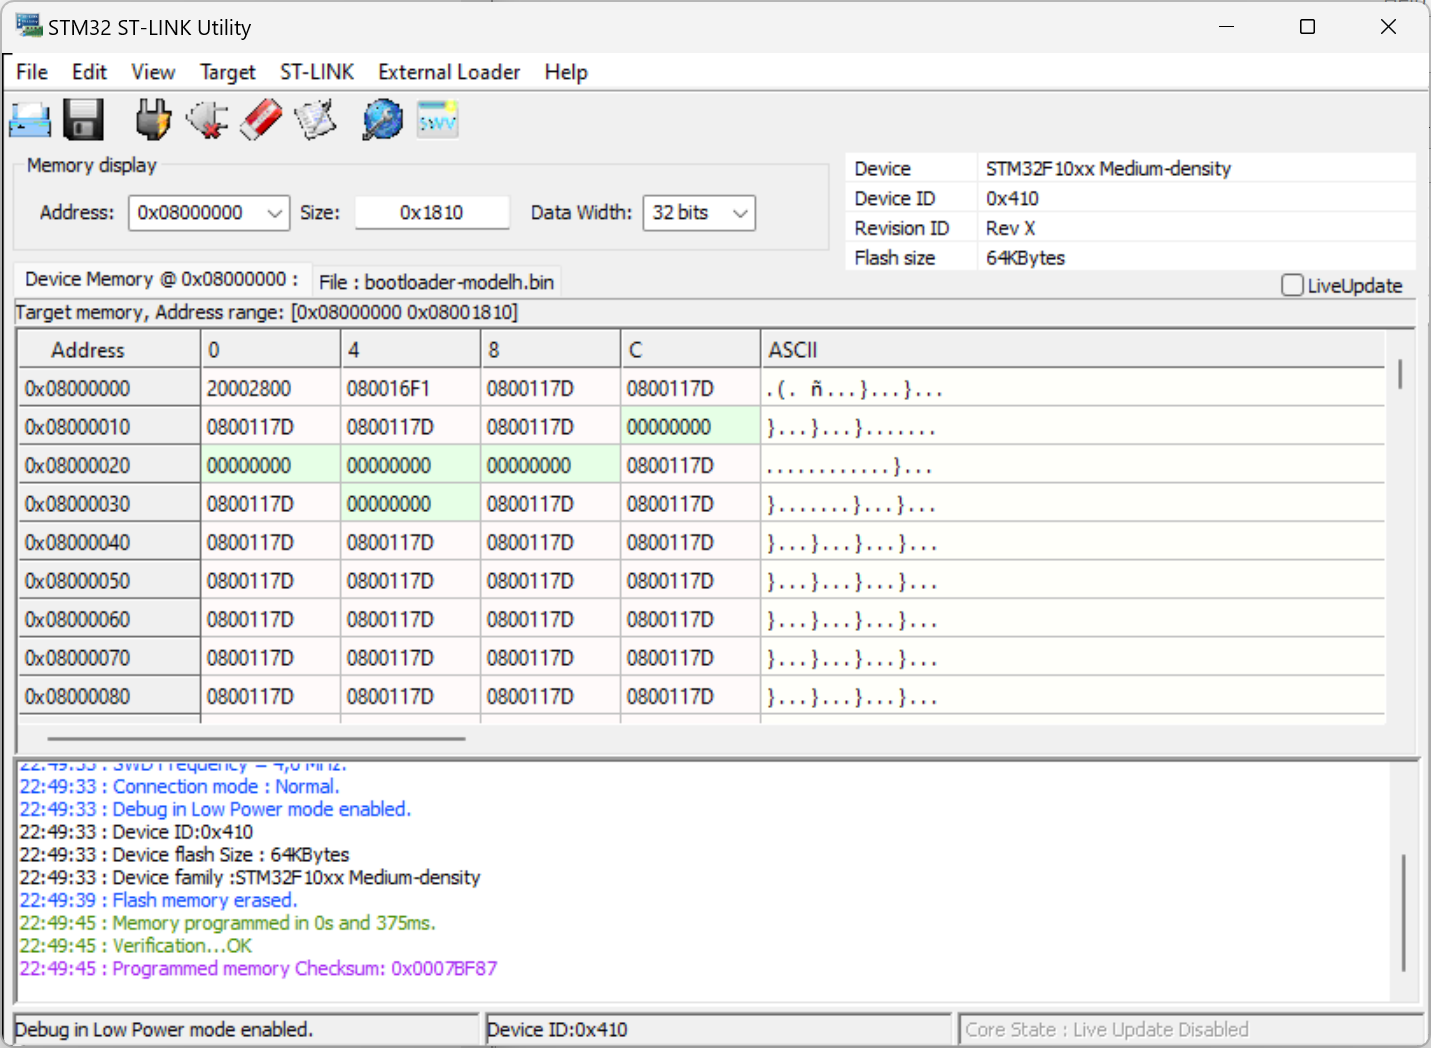 STM32 ST-LINK Utility
File Edit View Target ST-LINK External Loader Help
Memory display
Address: 0x08000000 Size: 0x1810 Data Width: 32 bits
Device STM32F10xx Medium-density
Device ID 0x410
Revision ID Rev X
Flash size 64KBytes
LiveUpdate
Device Memory @ 0x08000000 : File : bootloader-modelh.bin
Target memory, Address range: [0x08000000 0x08001810]
Address 0 4 8 C ASCII
0x08000000 20002800 080016F1 0800117D 0800117D .(. ñ...}...}...
0x08000010 0800117D 0800117D 0800117D 00000000 }...}...}.......
0x08000020 00000000 00000000 00000000 0800117D ............}...
0x08000030 0800117D 00000000 0800117D 0800117D }.......}...}...
0x08000040 0800117D 0800117D 0800117D 0800117D }...}...}...}...
0x08000050 0800117D 0800117D 0800117D 0800117D }...}...}...}...
0x08000060 0800117D 0800117D 0800117D 0800117D }...}...}...}...
0x08000070 0800117D 0800117D 0800117D 0800117D }...}...}...}...
0x08000080 0800117D 0800117D 0800117D 0800117D }...}...}...}...
22:49:33 : SWD Frequency = 4,0 MHz.
22:49:33 : Connection mode : Normal.
22:49:33 : Debug in Low Power mode enabled.
22:49:33 : Device ID:0x410
22:49:33 : Device flash Size : 64KBytes
22:49:33 : Device family :STM32F10xx Medium-density
22:49:39 : Flash memory erased.
22:49:45 : Memory programmed in 0s and 375ms.
22:49:45 : Verification...OK
22:49:45 : Programmed memory Checksum: 0x0007BF87
Debug in Low Power mode enabled. Device ID:0x410 Core State : Live Update Disabled